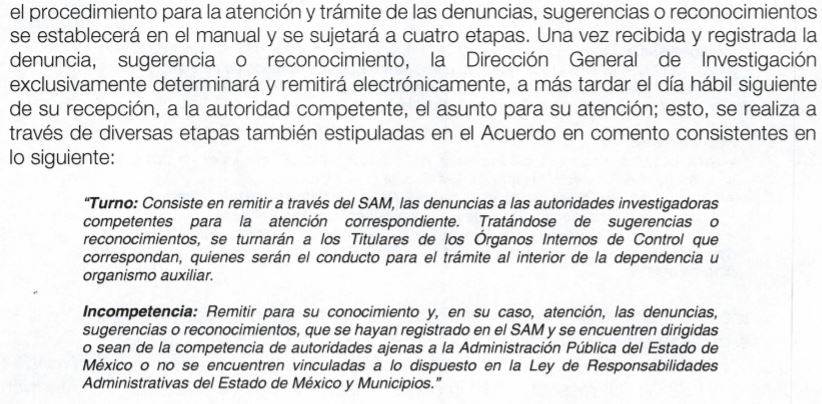 el procedimiento para la atención y trámite de las denuncias, sugerencias o reconocimientos
se establecerá en el manual y se sujetará a cuatro etapas. Una vez recibida y registrada la
denuncia, sugerencia o reconocimiento, la Dirección General de Investigación
exclusivamente determinará y remitirá electrónicamente, a más tardar el día hábil siguiente
de su recepción, a la autoridad competente, el asunto para su atención; esto, se realiza a
través de diversas etapas también estipuladas en el Acuerdo en comento consistentes en
lo siguiente:
"Turno: Consiste en remitir a través del SAM, las denuncias a las autoridades investigadoras
competentes para la atención correspondiente. Tratándose de sugerencias o
reconocimientos, se turnarán a los Titulares de los Órganos Internos de Control que
correspondan, quienes serán el conducto para el trámite al interior de la dependencia u
organismo auxiliar.
Incompetencia: Remitir para su conocimiento y, en su caso, atención, las denuncias,
sugerencias o reconocimientos, que se hayan registrado en el SAM y se encuentren dirigidas
o sean de la competencia de autoridades ajenas a la Administración Pública del Estado de
México o no se encuentren vinculadas a lo dispuesto en la Ley de Responsabilidades
Administrativas del Estado de México y Municipios."